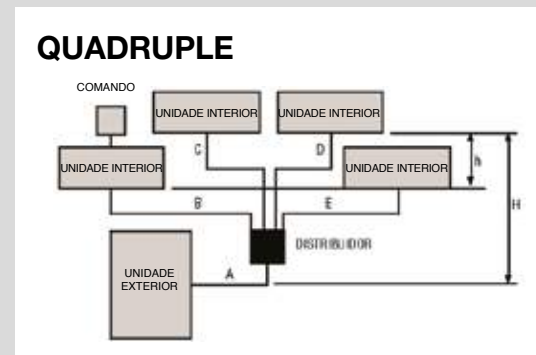 QUADRUPLE
COMANDO
UNIDADE INTERIOR
UNIDADE INTERIOR
UNIDADE INTERIOR
UNIDADE INTERIOR
C
D
h
B
E
H
DISTRIBUIDOR
A
UNIDADE
EXTERIOR